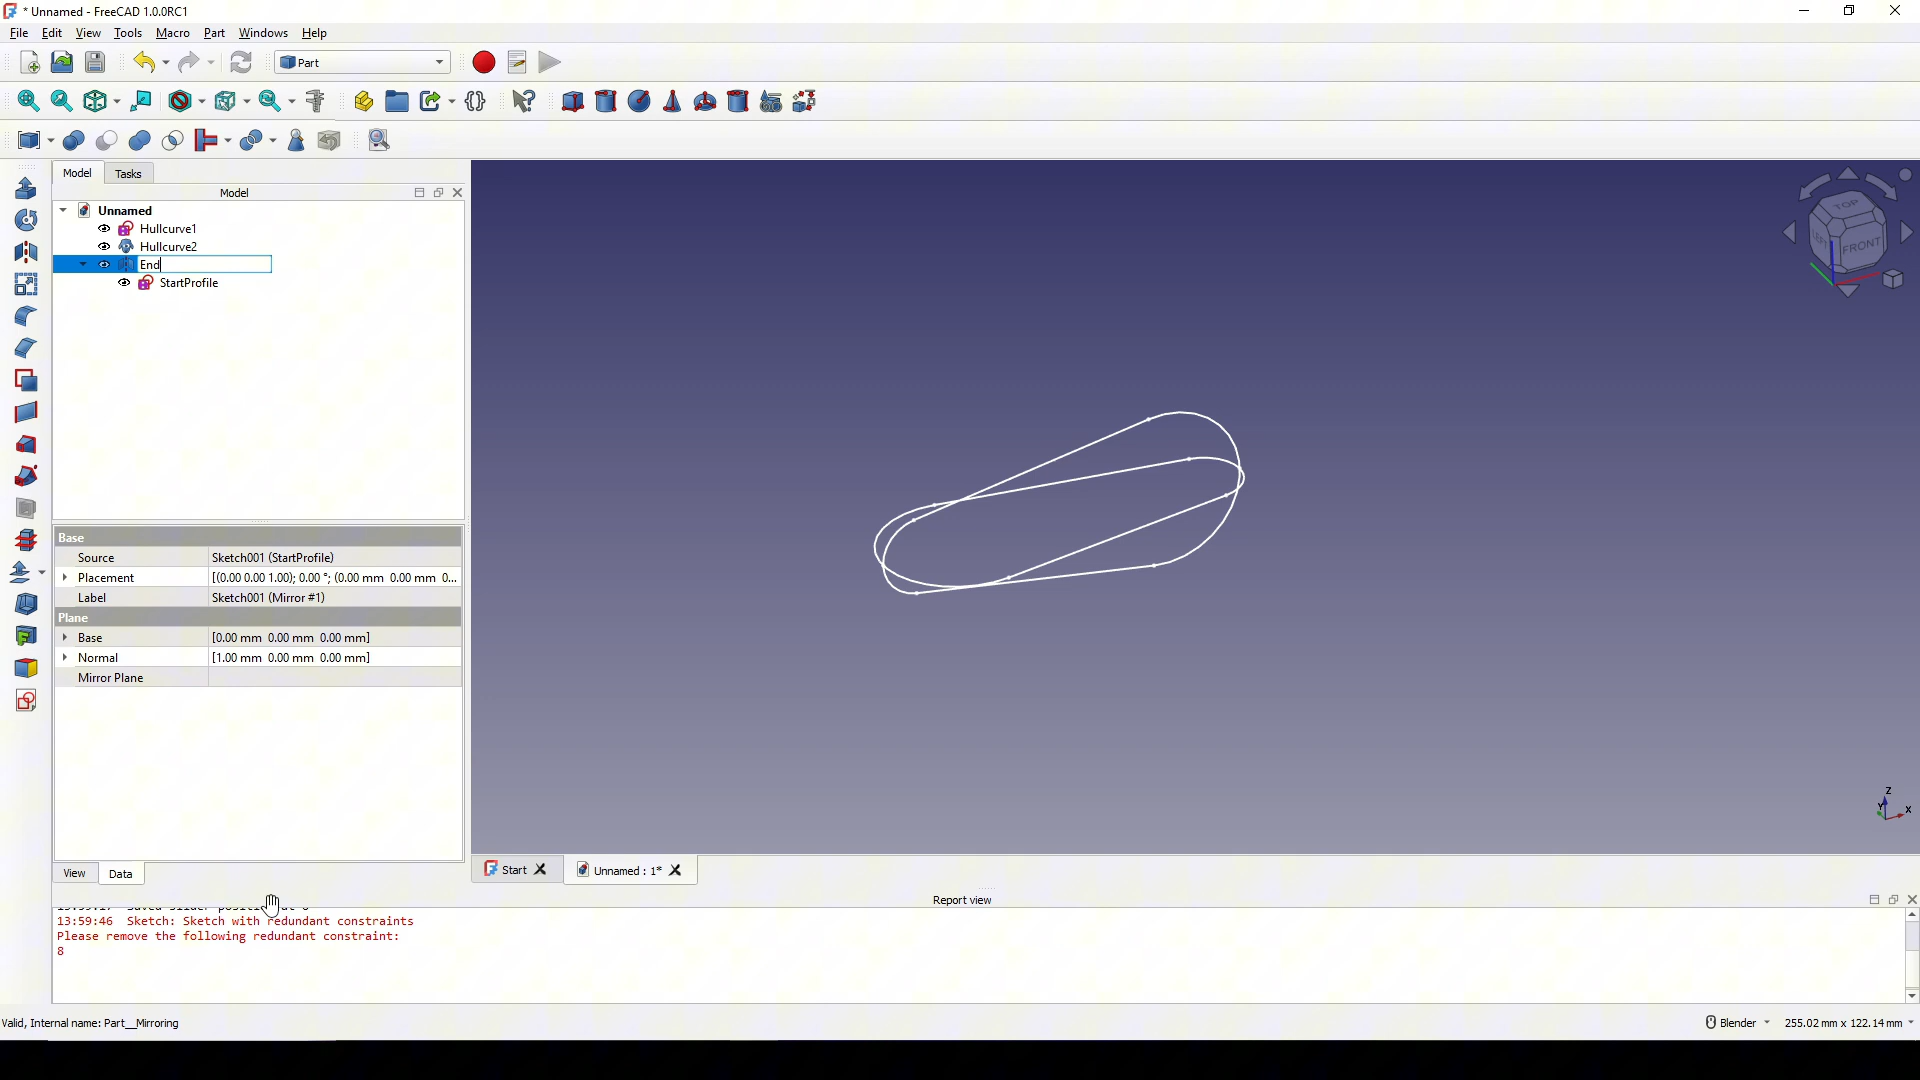 * Unnamed - FreeCAD 1.0.0RC1
File Edit View Tools Macro Part Windows Help
Part
Model Tasks
Model
Unnamed
Hullcurve1
Hullcurve2
End
StartProfile
Base
Source Sketch001 (StartProfile)
Placement [(0.00 0.00 1.00); 0.00 °; (0.00 mm 0.00 mm 0...
Label Sketch001 (Mirror #1)
Plane
Base [0.00 mm 0.00 mm 0.00 mm]
Normal [1.00 mm 0.00 mm 0.00 mm]
Mirror Plane
View Data
TOP
FRONT
LEFT
Z
Y
X
Start
Unnamed : 1*
Report view
13:59:46 Sketch: Sketch with redundant constraints
Please remove the following redundant constraint:
8
Valid, Internal name: Part__Mirroring
Blender 255.02 mm x 122.14 mm